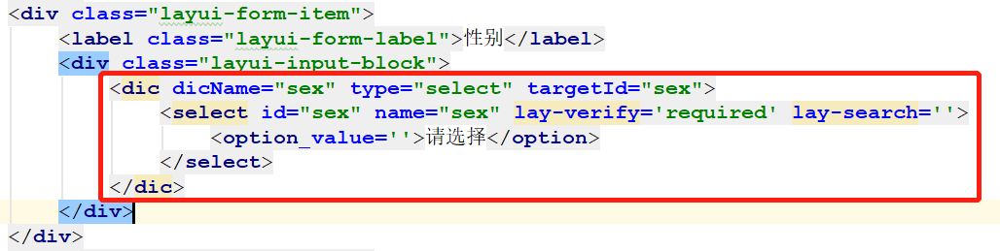 <div class="layui-form-item">
<label class="layui-form-label">性别</label>
<div class="layui-input-block">
<dic dicName="sex" type="select" targetId="sex">
<select id="sex" name="sex" lay-verify='required' lay-search=''>
<option_value=''>请选择</option>
</select>
</dic>
</div>
</div>